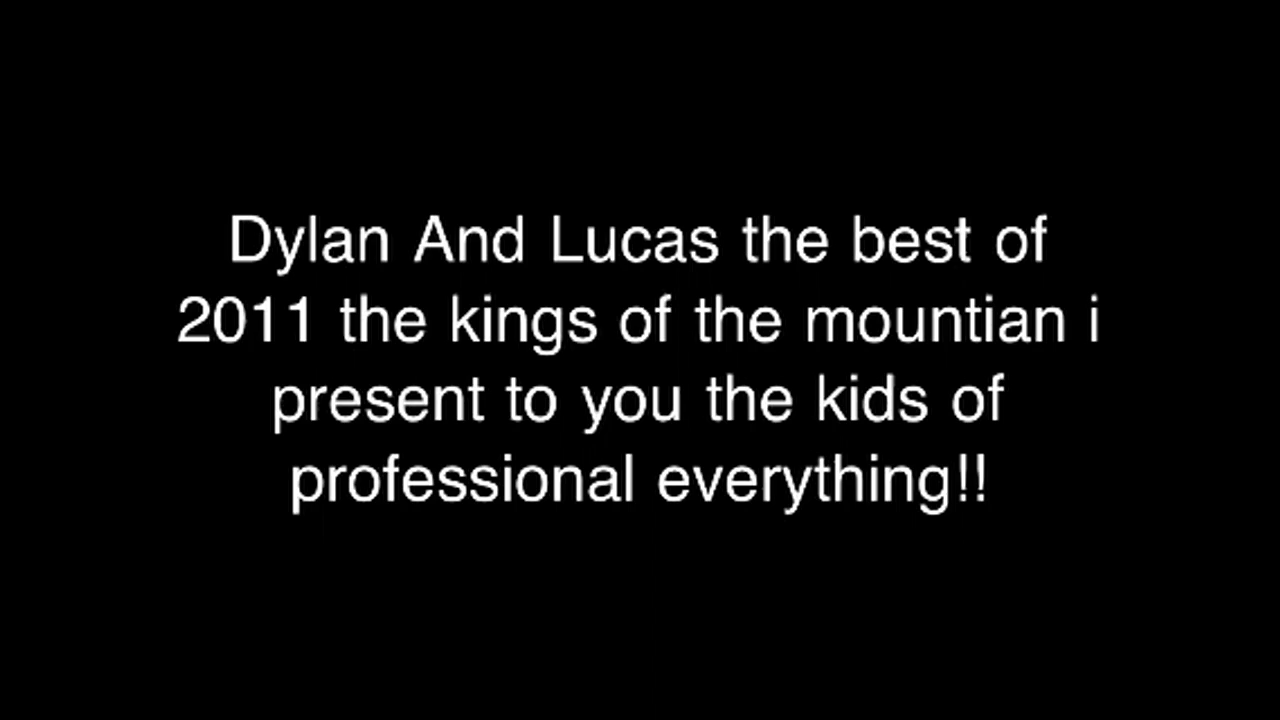 Dylan And Lucas the best of
2011 the kings of the mountian i
present to you the kids of
professional everything!!